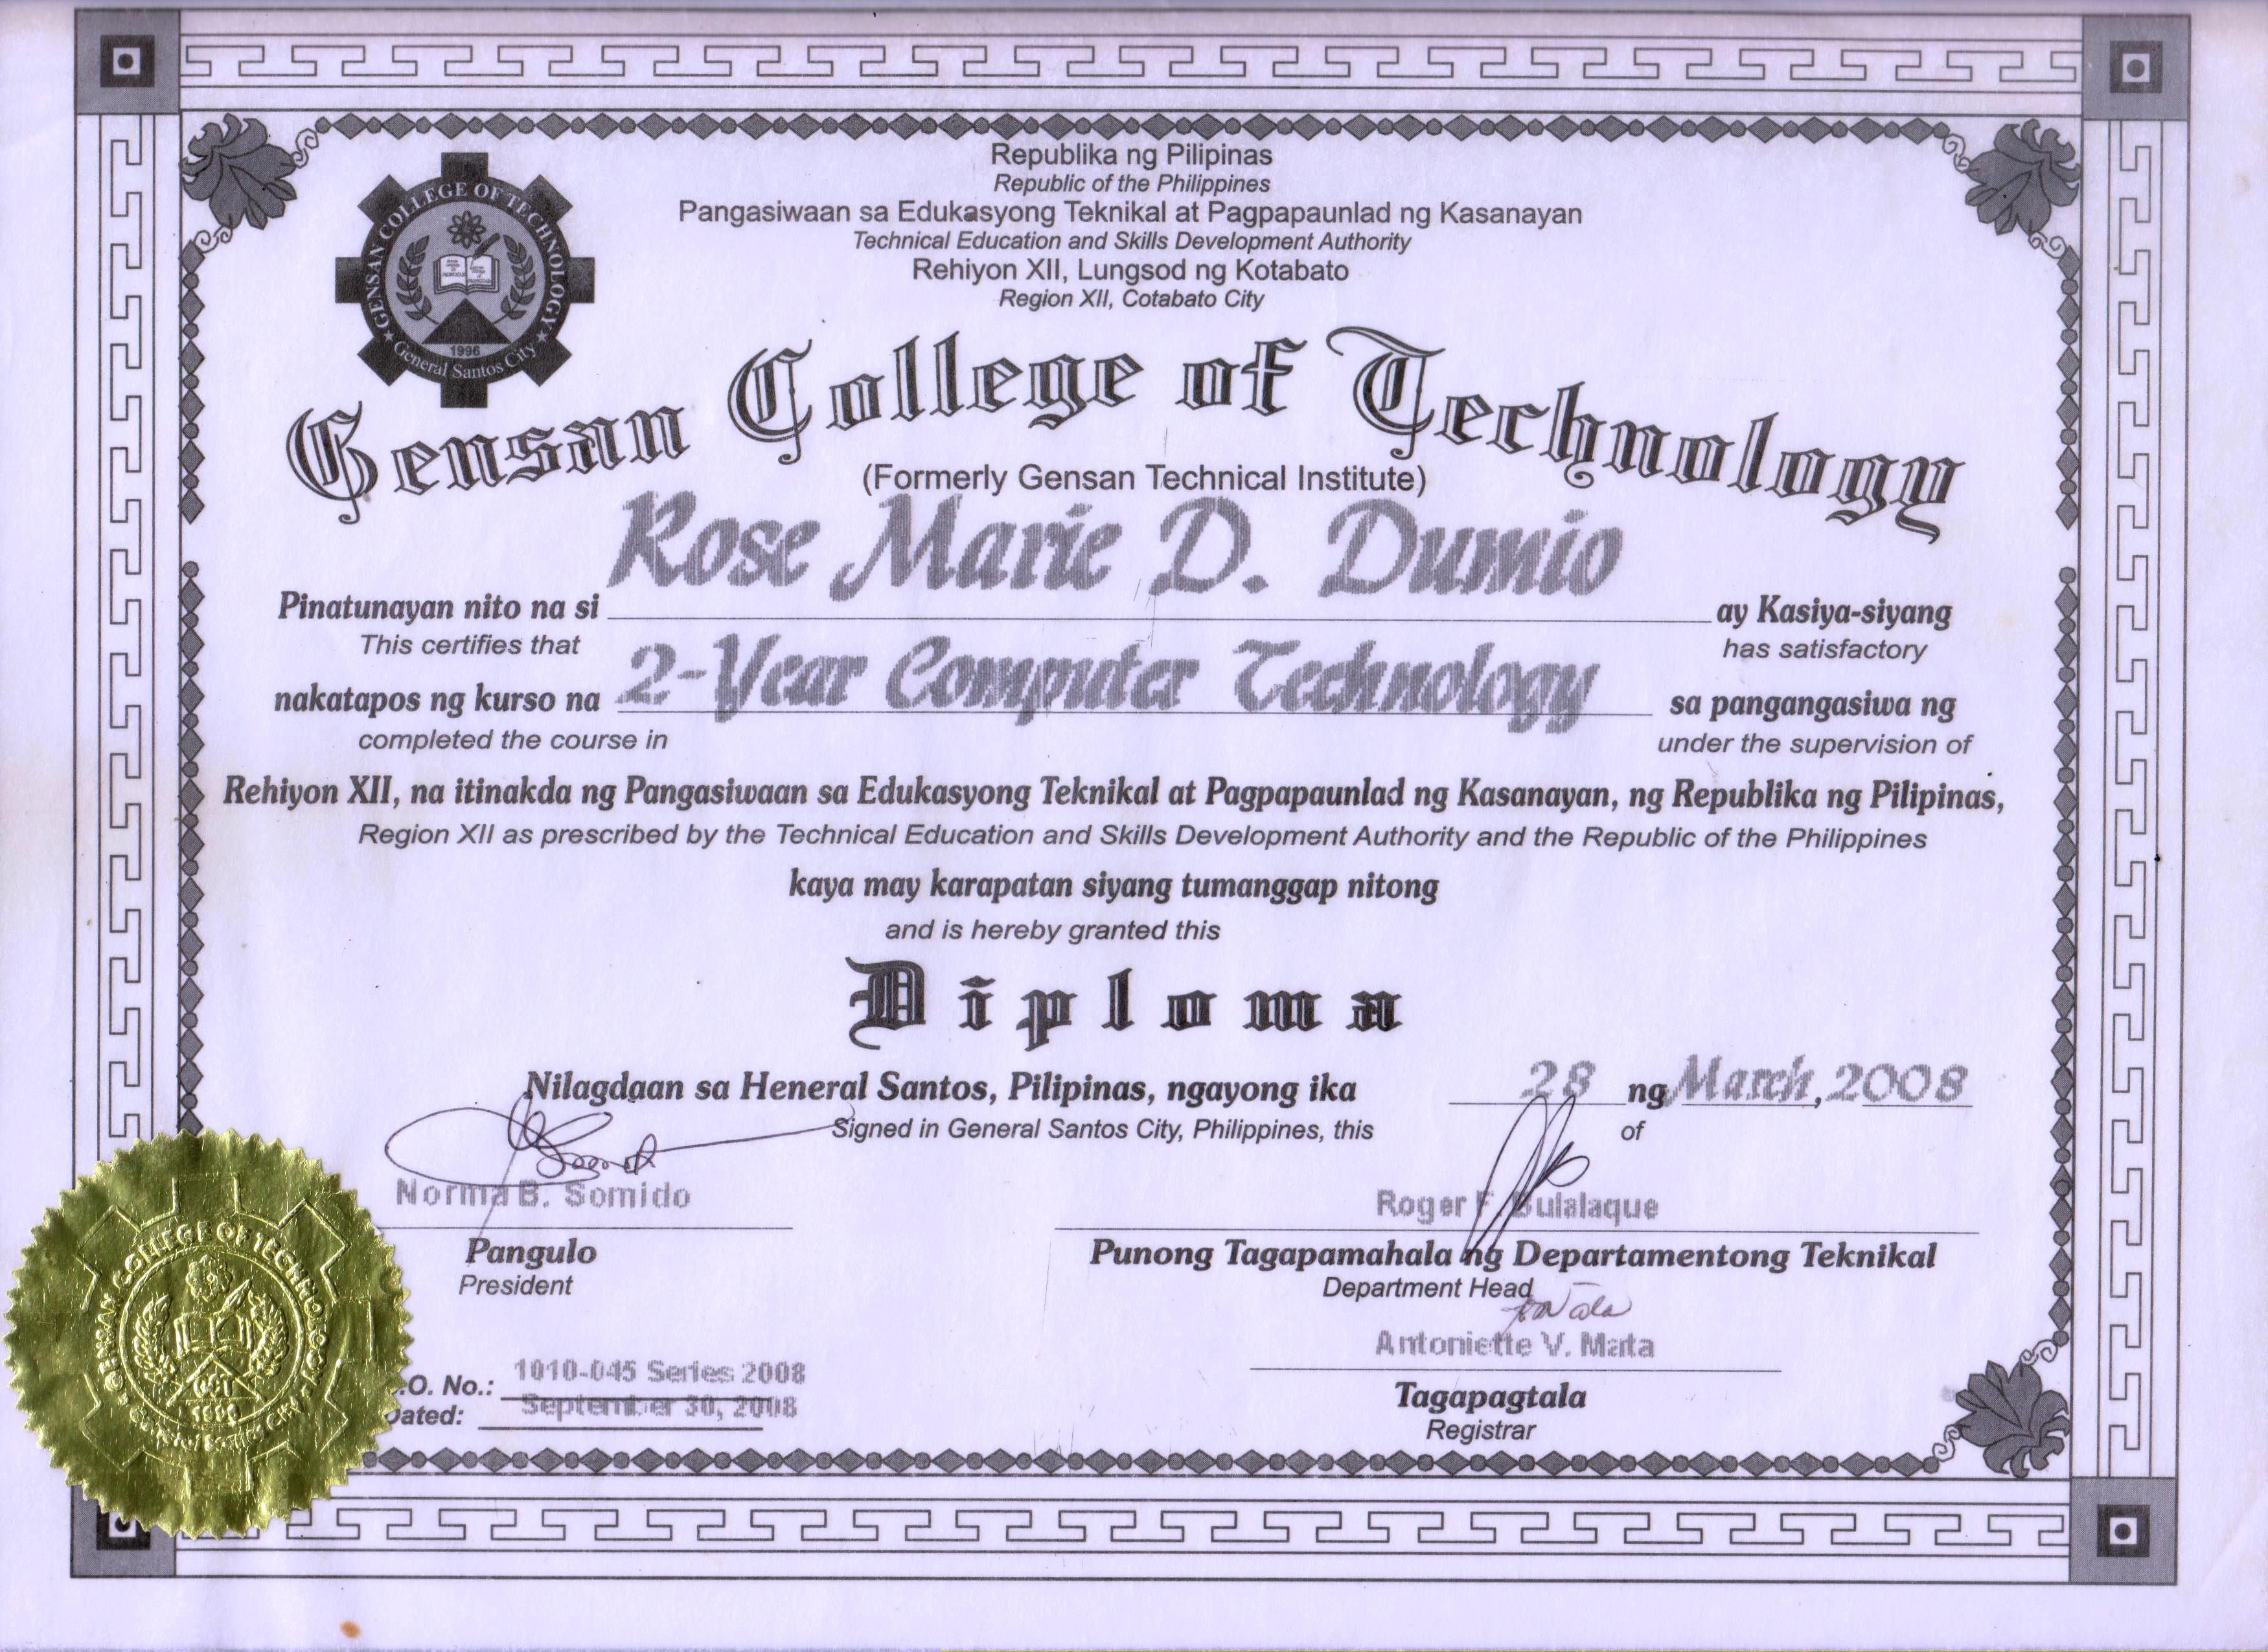 Republika ng Pilipinas
Republic of the Philippines
Pangasiwaan sa Edukasyong Teknikal at Pagpapaunlad ng Kasanayan
Technical Education and Skills Development Authority
Rehiyon XII, Lungsod ng Kotabato
Region XII, Cotabato City
GENSAN COLLEGE OF TECHNOLOGY
1996
General Santos City
Gensan College of Technology
(Formerly Gensan Technical Institute)
Pinatunayan nito na si Rose Marie D. Dumio ay Kasiya-siyang
This certifies that has satisfactory
nakatapos ng kurso na 2-Year Computer Technology sa pangangasiwa ng
completed the course in under the supervision of
Rehiyon XII, na itinakda ng Pangasiwaan sa Edukasyong Teknikal at Pagpapaunlad ng Kasanayan, ng Republika ng Pilipinas,
Region XII as prescribed by the Technical Education and Skills Development Authority and the Republic of the Philippines
kaya may karapatan siyang tumanggap nitong
and is hereby granted this
Diploma
Nilagdaan sa Heneral Santos, Pilipinas, ngayong ika 28 ng March, 2008
Signed in General Santos City, Philippines, this of
Norma B. Somido
Pangulo
President
Roger F. Bulalaque
Punong Tagapamahala ng Departamentong Teknikal
Department Head
Antoniette V. Mata
Tagapagtala
Registrar
.O. No.: 1010-045 Series 2008
Dated: September 30, 2008
GENSAN COLLEGE OF TECHNOLOGY
General Santos City